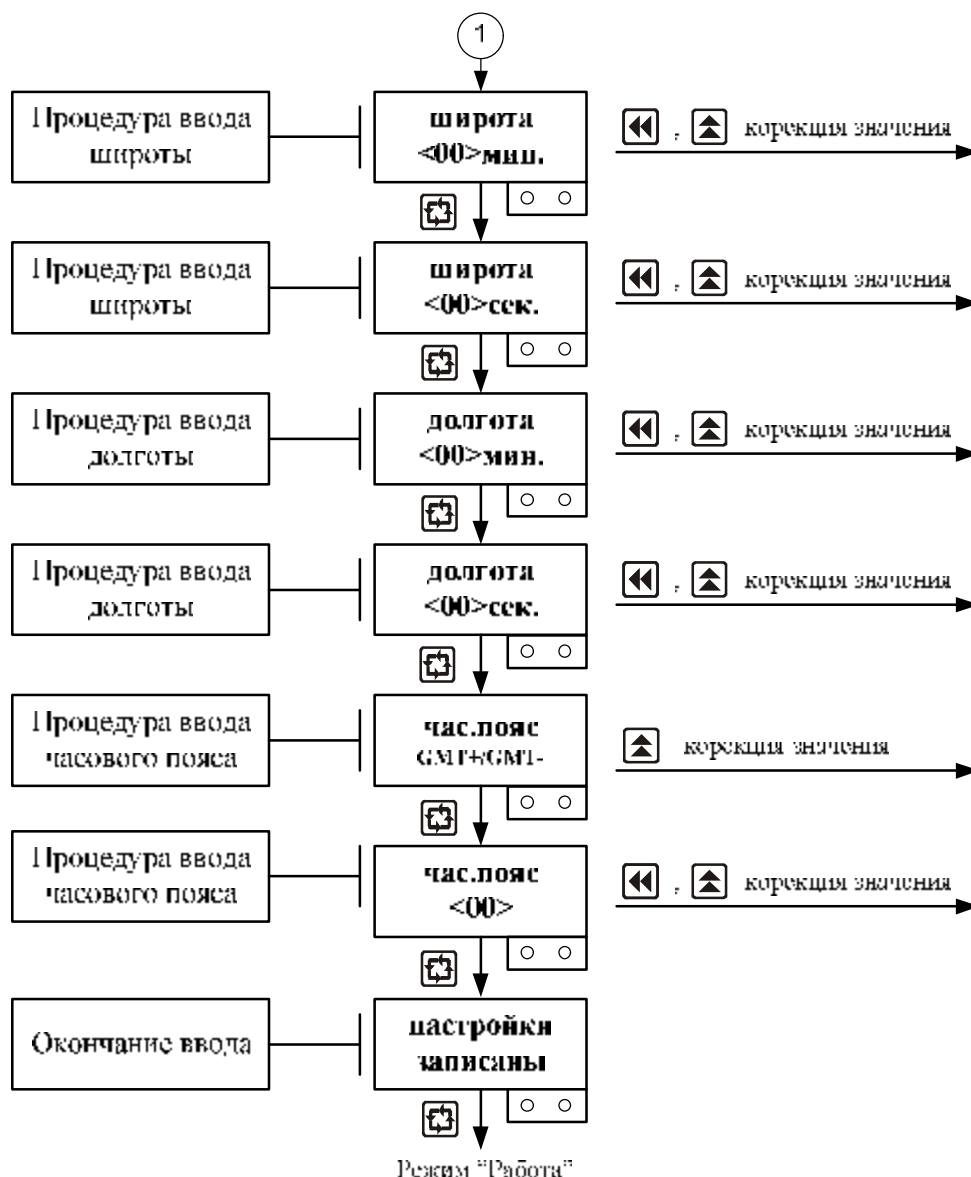 1
Процедура ввода
широты
широта
<00>мин.
, корекция значения
Процедура ввода
широты
широта
<00>сек.
, корекция значения
Процедура ввода
долготы
долгота
<00>мин.
, корекция значения
Процедура ввода
долготы
долгота
<00>сек.
, корекция значения
Процедура ввода
часового пояса
час.пояс
GMT+/GMT-
корекция значения
Процедура ввода
часового пояса
час.пояс
<00>
, корекция значения
Окончание ввода
настройки
записаны
Режим “Работа”